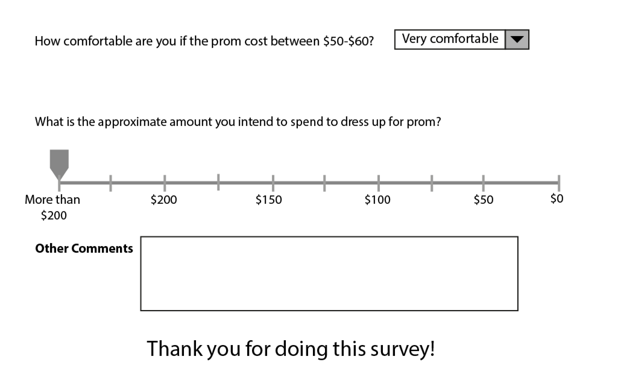 How comfortable are you if the prom cost between $50-$60? Very comfortable
What is the approximate amount you intend to spend to dress up for prom?
More than $200 $150 $100 $50 $0
$200
Other Comments
Thank you for doing this survey!